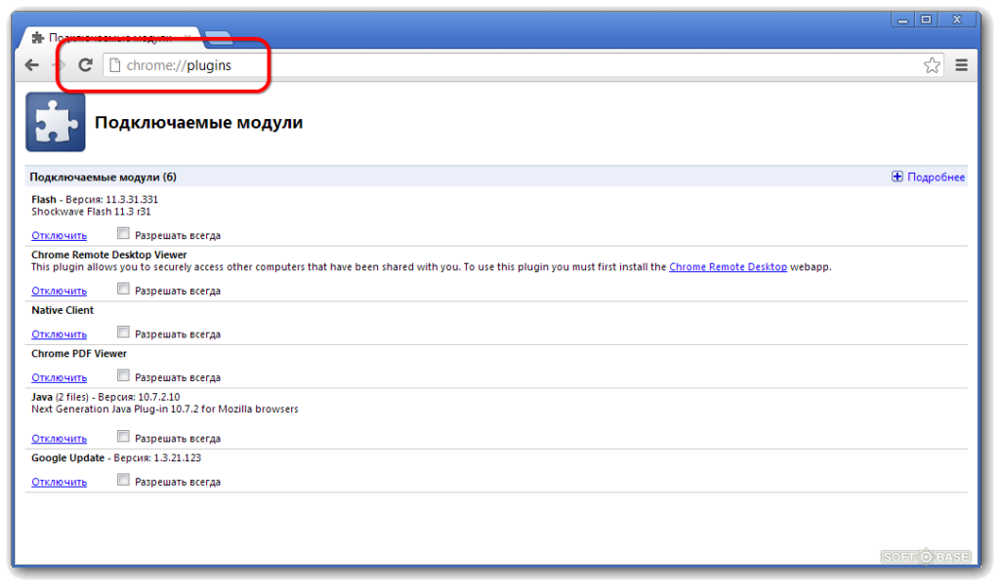 Подключаемые модули
chrome://plugins
Подключаемые модули
Подключаемые модули (6) Подробнее
Flash - Версия: 11.3.31.331
Shockwave Flash 11.3 r31
Отключить Разрешать всегда
Chrome Remote Desktop Viewer
This plugin allows you to securely access other computers that have been shared with you. To use this plugin you must first install the Chrome Remote Desktop webapp.
Отключить Разрешать всегда
Native Client
Отключить Разрешать всегда
Chrome PDF Viewer
Отключить Разрешать всегда
Java (2 files) - Версия: 10.7.2.10
Next Generation Java Plug-in 10.7.2 for Mozilla browsers
Отключить Разрешать всегда
Google Update - Версия: 1.3.21.123
Отключить Разрешать всегда
SOFT BASE